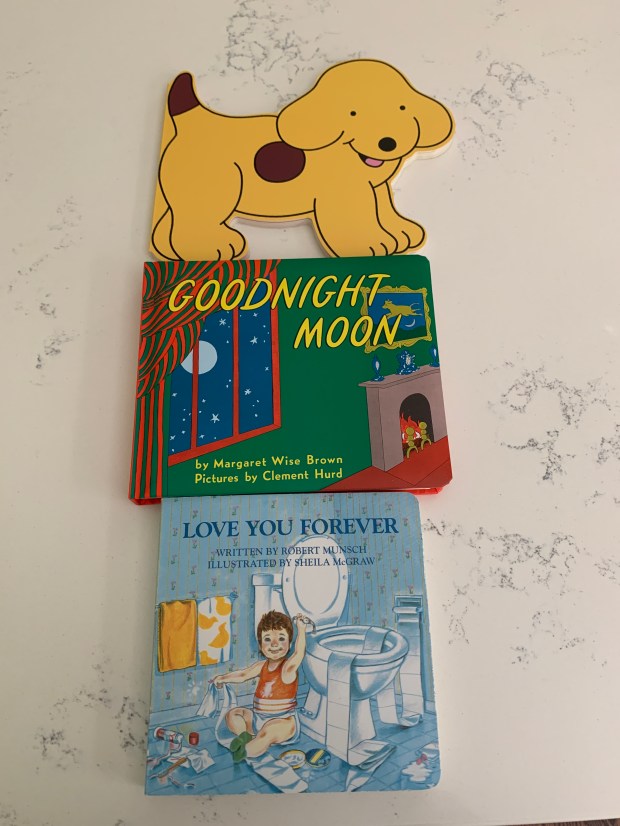 GOODNIGHT
MOON
by Margaret Wise Brown
Pictures by Clement Hurd
LOVE YOU FOREVER
WRITTEN BY ROBERT MUNSCH
ILLUSTRATED BY SHEILA McGRAW